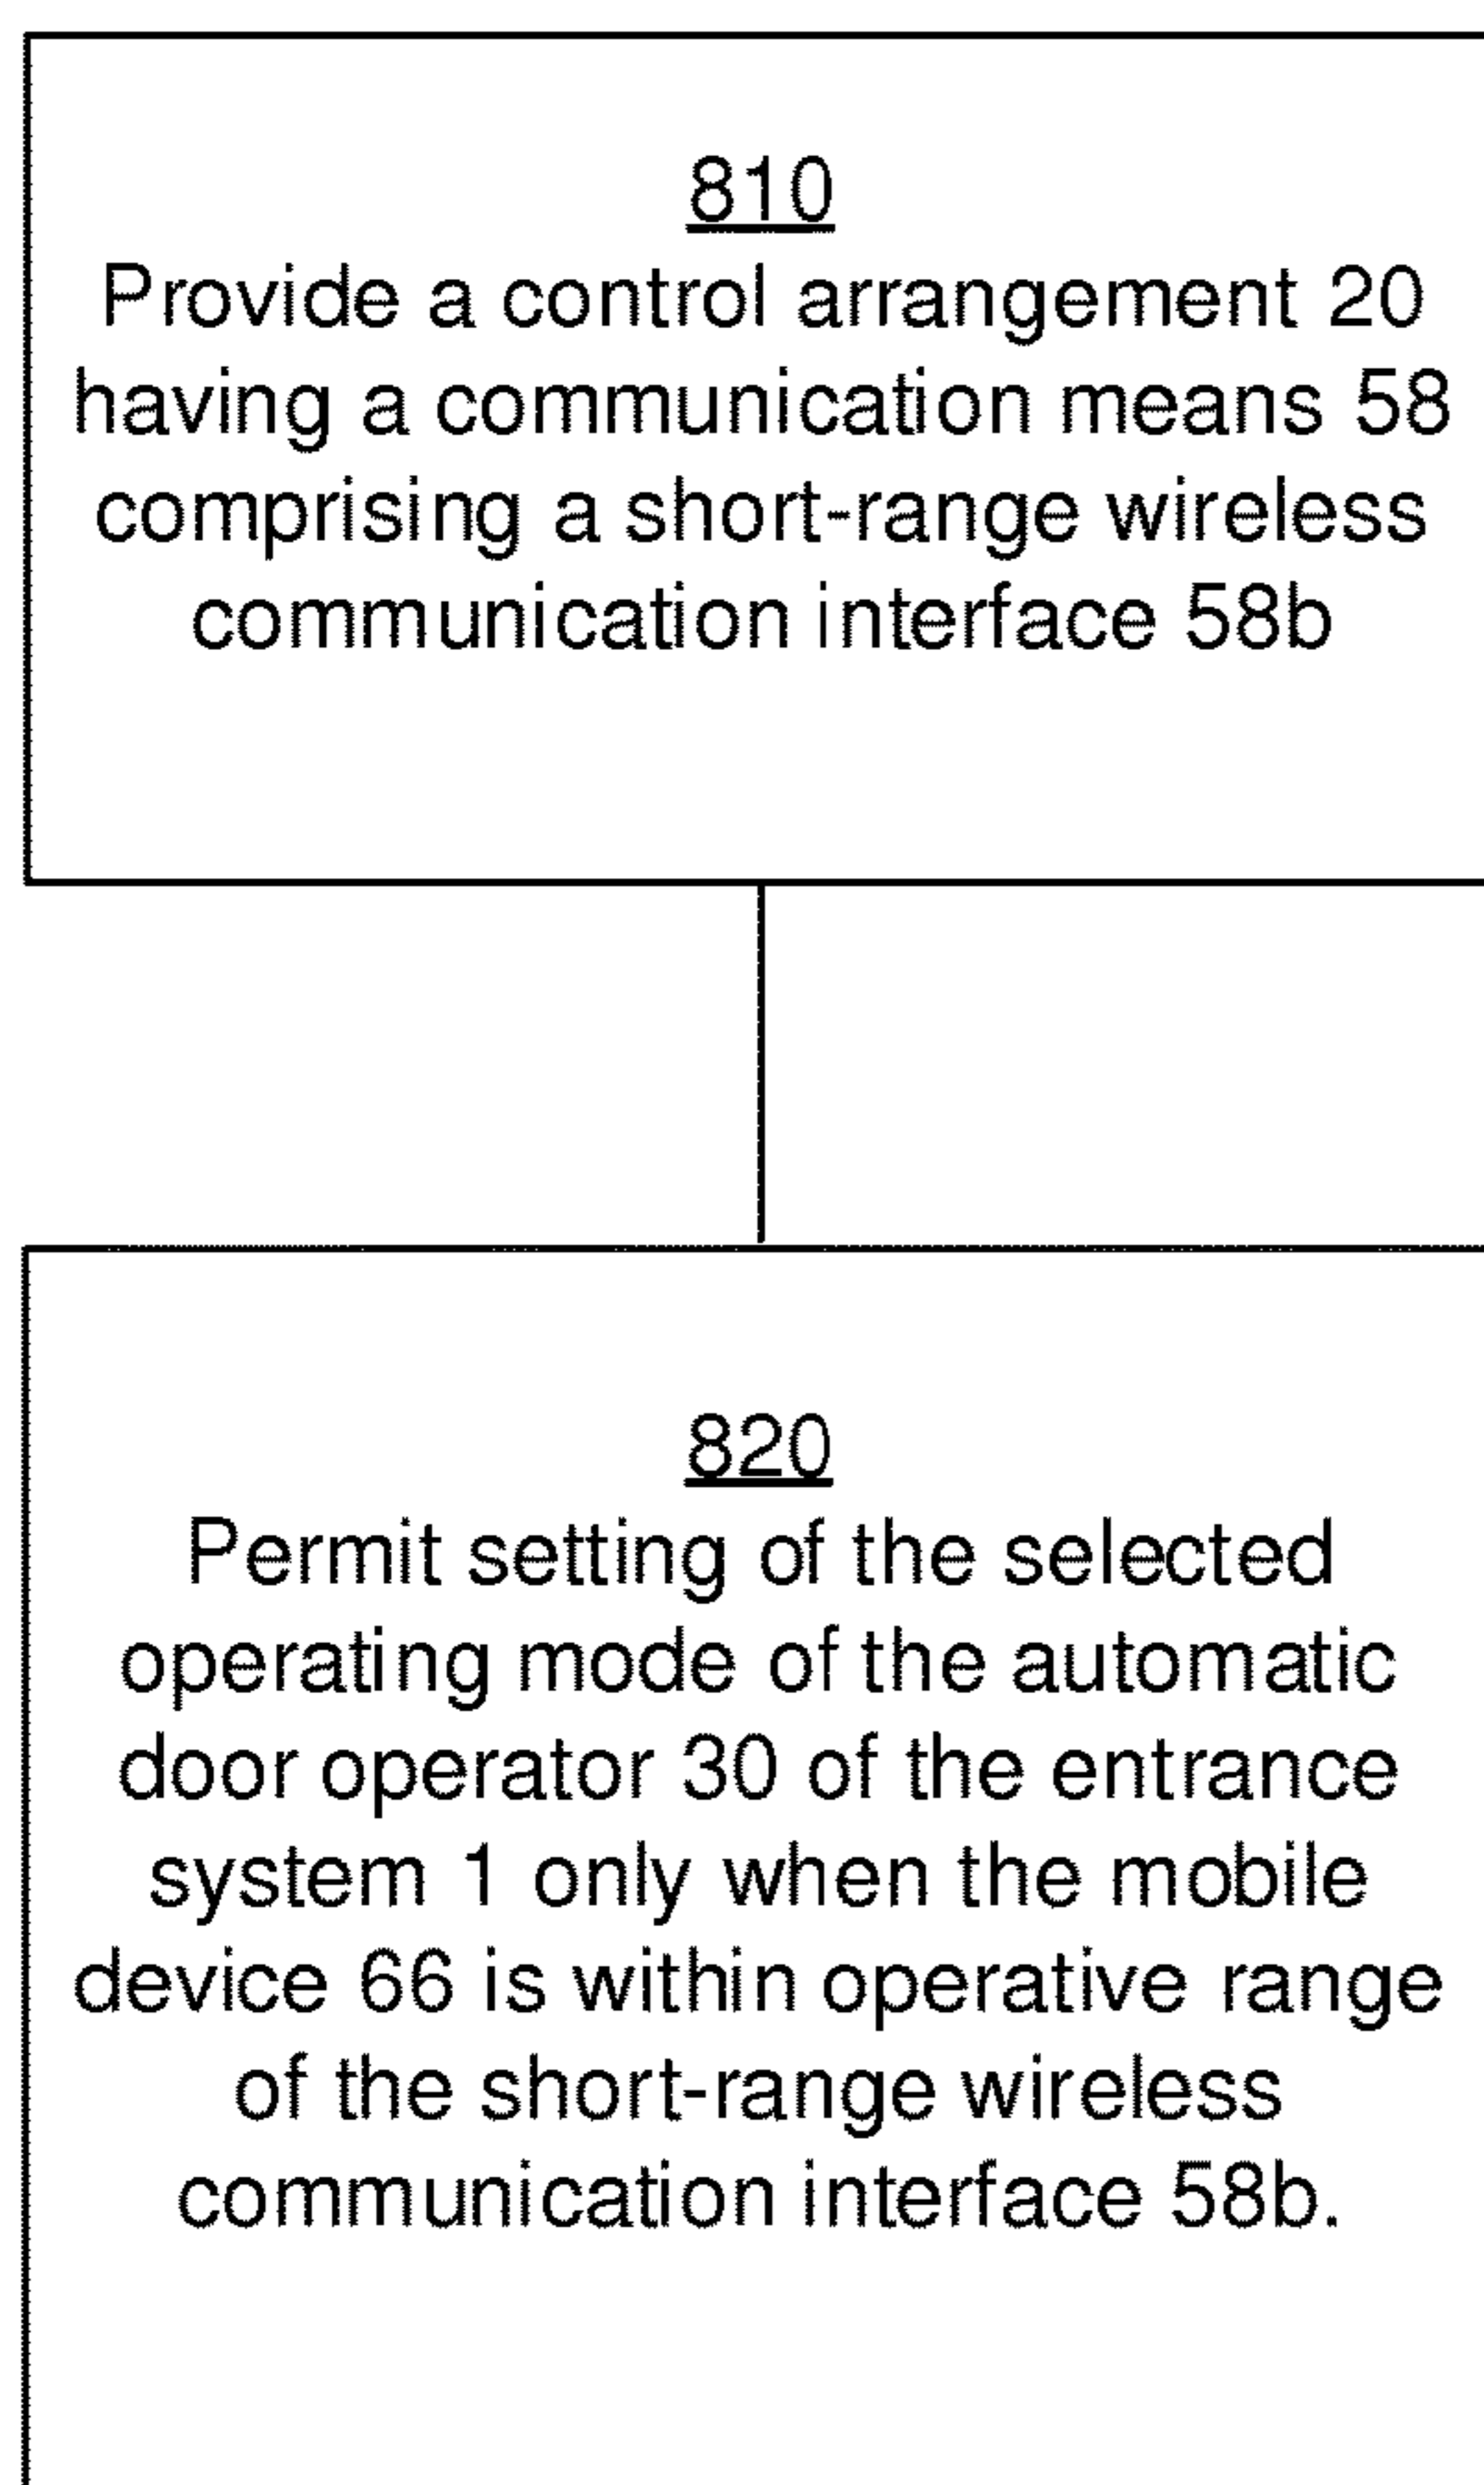 810
Provide a control arrangement 20
having a communication means 58
comprising a short-range wireless
communication interface 58b
820
Permit setting of the selected
operating mode of the automatic
door operator 30 of the entrance
system 1 only when the mobile
device 66 is within operative range
of the short-range wireless
communication interface 58b.